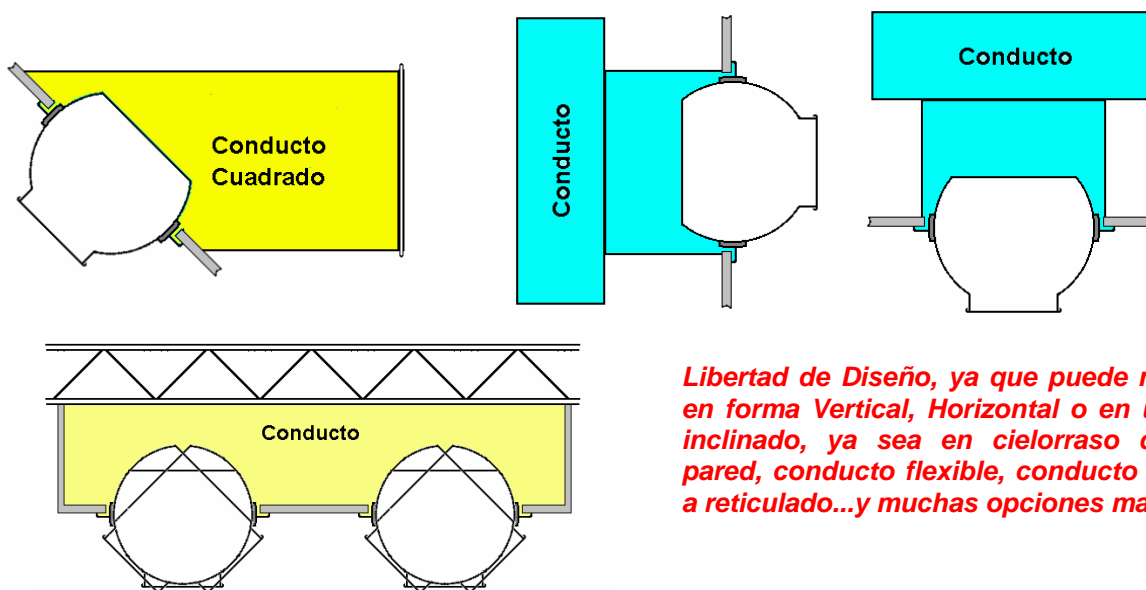 Conducto
Cuadrado
Conducto
Conducto
Conducto
Libertad de Diseño, ya que puede
en forma Vertical, Horizontal o en
inclinado, ya sea en cielorraso
pared, conducto flexible, conducto
a reticulado...y muchas opciones